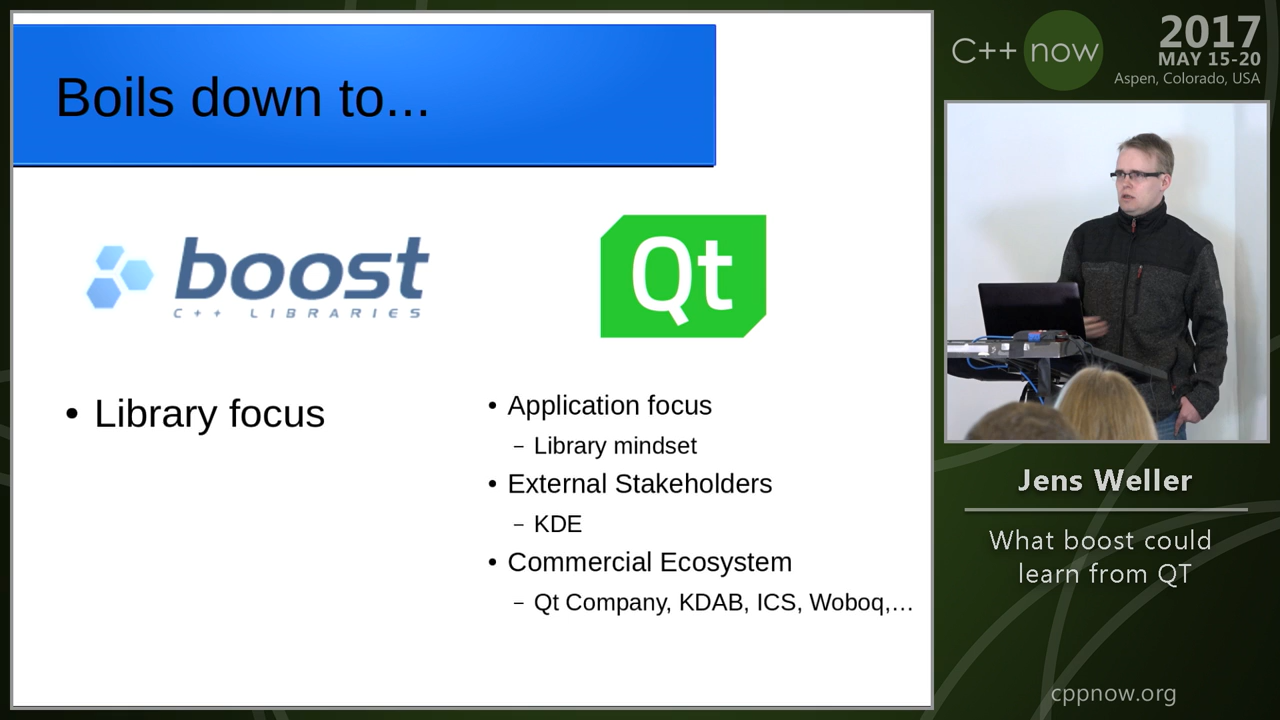 Boils down to...
boost
C++ LIBRARIES
Qt
• Library focus
• Application focus
– Library mindset
• External Stakeholders
– KDE
• Commercial Ecosystem
– Qt Company, KDAB, ICS, Woboq,...
C++ now
2017
MAY 15-20
Aspen, Colorado, USA
Jens Weller
What boost could
learn from QT
cppnow.org